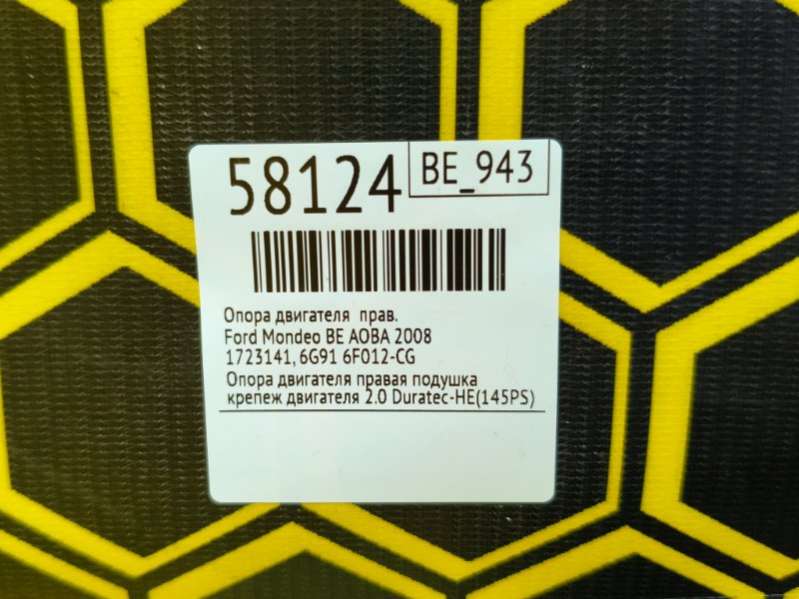 58124
BE_943
Опора двигателя прав.
Ford Mondeo BE AOBA 2008
1723141, 6G91 6F012-CG
Опора двигателя правая подушка
крепеж двигателя 2.0 Duratec-HE(145PS)